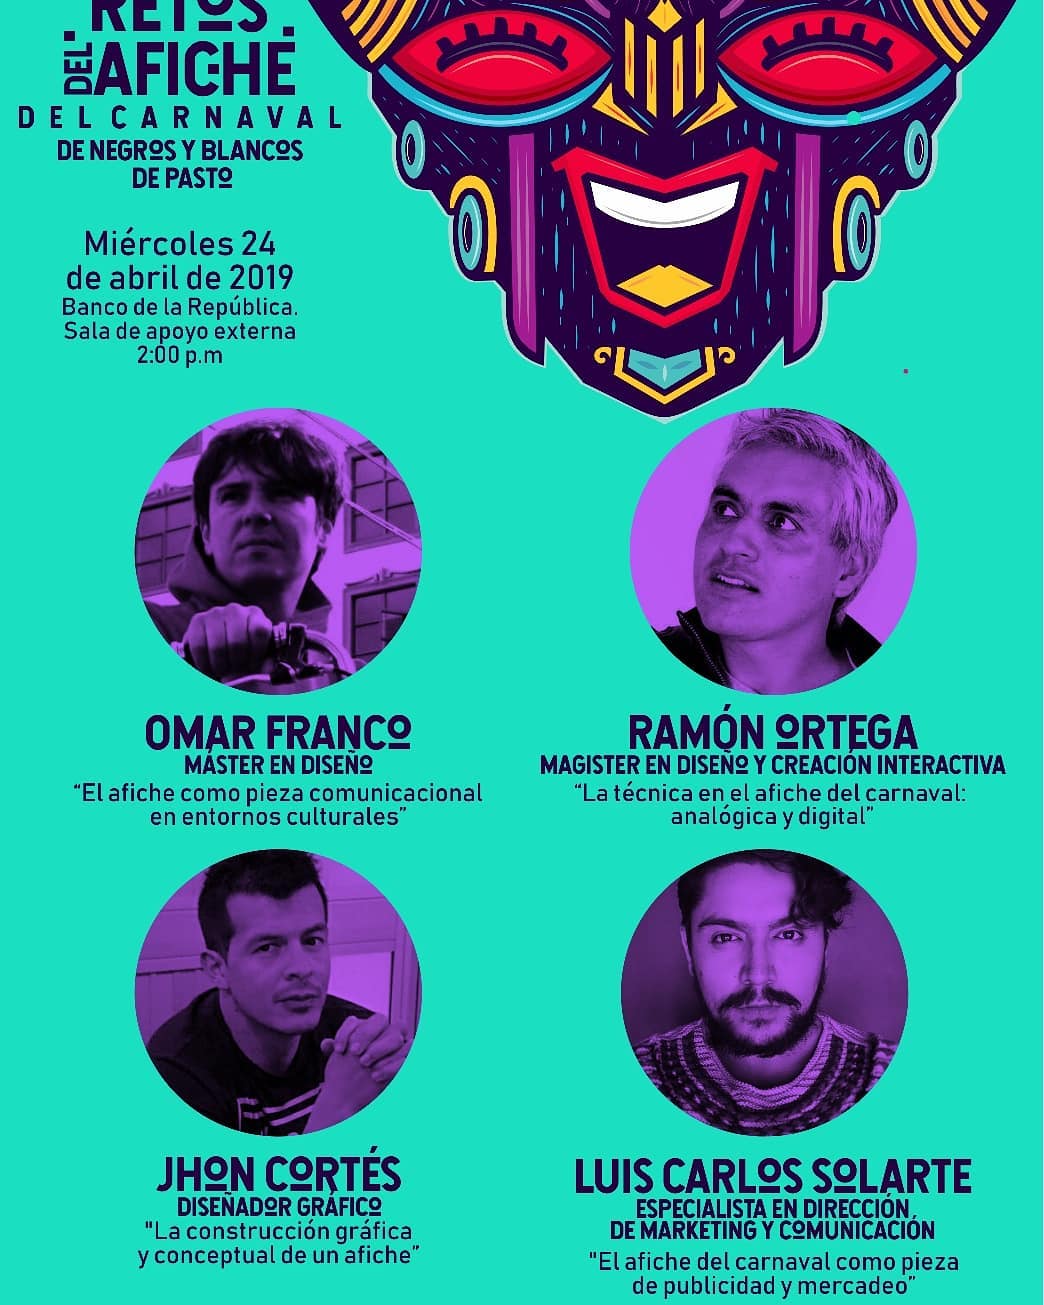 RETOS
DEL AFICHE
DEL CARNAVAL
DE NEGROS Y BLANCOS
DE PASTO
Miércoles 24
de abril de 2019
Banco de la República.
Sala de apoyo externa
2:00 p.m
OMAR FRANCO
MÁSTER EN DISEÑO
“El afiche como pieza comunicacional
en entornos culturales”
RAMÓN ORTEGA
MAGISTER EN DISEÑO Y CREACIÓN INTERACTIVA
“La técnica en el afiche del carnaval:
analógica y digital”
JHON CORTÉS
DISEÑADOR GRÁFICO
"La construcción gráfica
y conceptual de un afiche”
LUIS CARLOS SOLARTE
ESPECIALISTA EN DIRECCIÓN
DE MARKETING Y COMUNICACIÓN
"El afiche del carnaval como pieza
de publicidad y mercadeo”